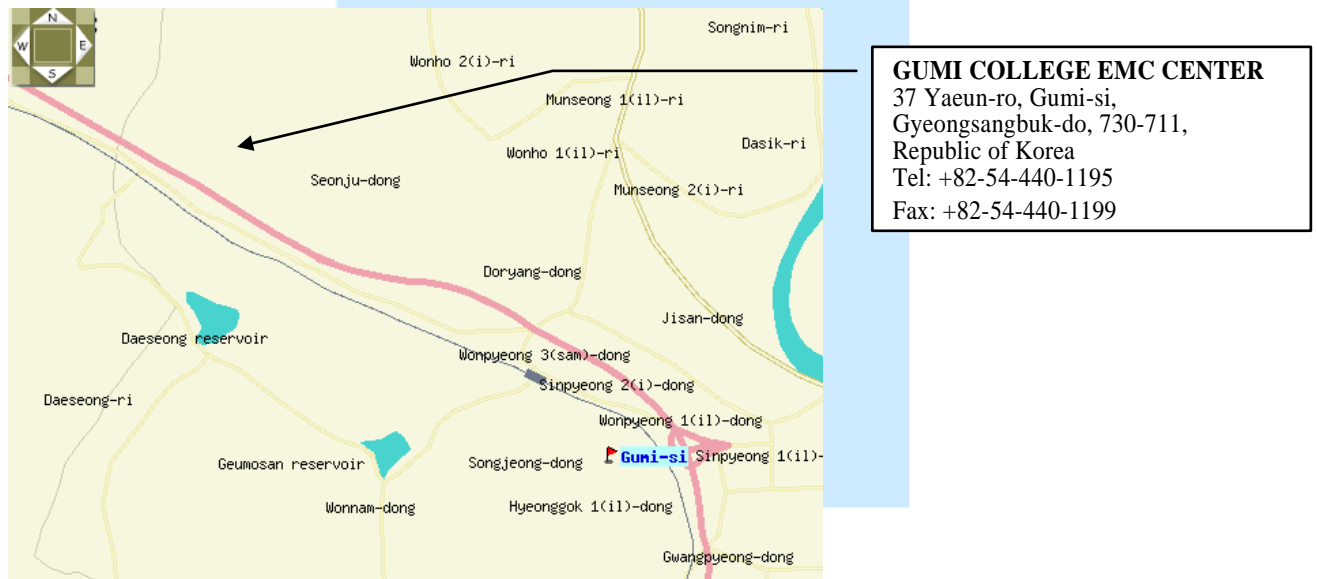 N
W
E
S
Songnim-ri
Wonho 2(i)-ri
Munseong 1(il)-ri
Dasik-ri
Wonho 1(il)-ri
Seonju-dong
Munseong 2(i)-ri
Doryang-dong
Jisan-dong
Daeseong reservoir
Wonpyeong 3(sam)-dong
Sinpyeong 2(i)-dong
Daeseong-ri
Wonpyeong 1(il)-dong
Gumi-si
Sinpyeong 1(il)-
Geumosan reservoir
Songjeong-dong
Wonnam-dong
Hyeonggok 1(il)-dong
Gwangpyeong-dong
GUMI COLLEGE EMC CENTER
37 Yaeun-ro, Gumi-si,
Gyeongsangbuk-do, 730-711,
Republic of Korea
Tel: +82-54-440-1195
Fax: +82-54-440-1199